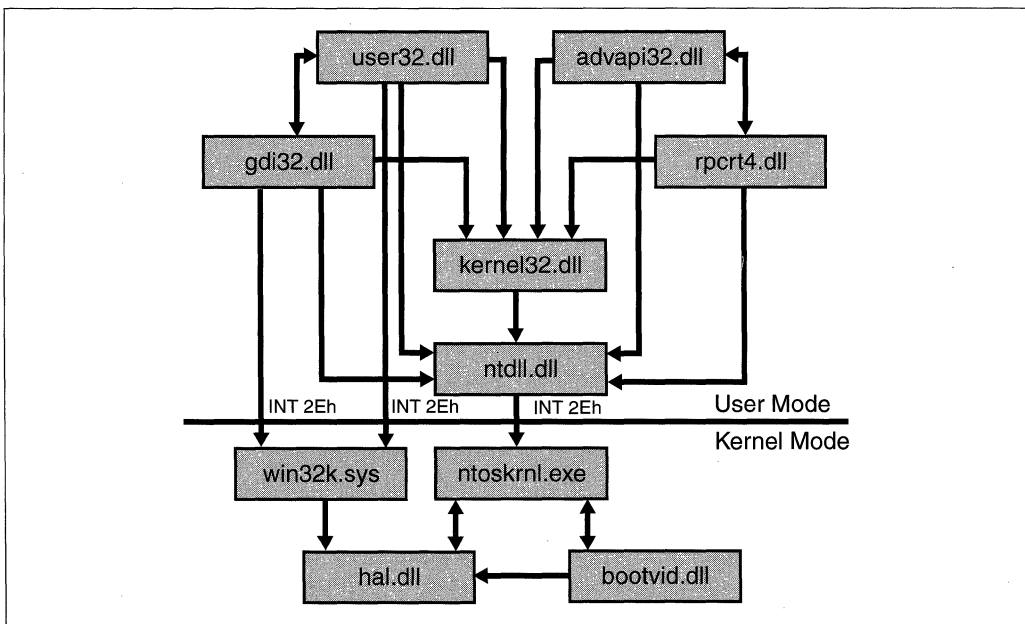 user32.dll
advapi32.dll
gdi32.dll
rpcrt4.dll
kernel32.dll
ntdll.dll
INT 2Eh
INT 2Eh
INT 2Eh
User Mode
Kernel Mode
win32k.sys
ntoskrnl.exe
hal.dll
bootvid.dll